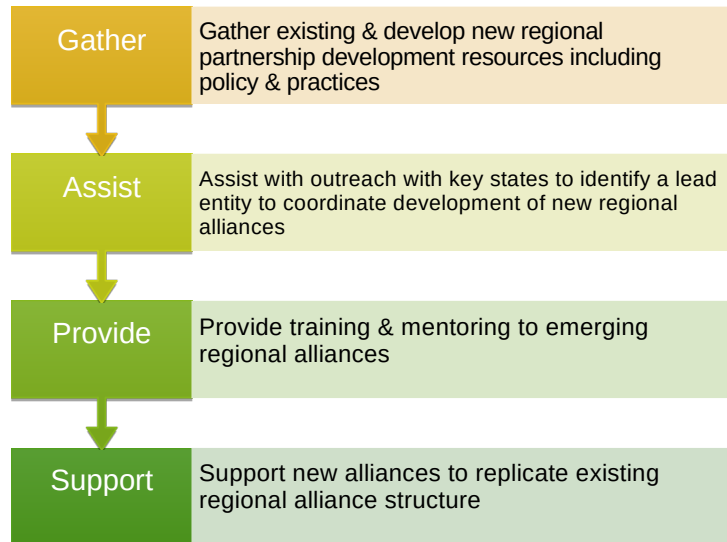 Gather
Gather existing & develop new regional
partnership development resources including
policy & practices
Assist
Assist with outreach with key states to identify a lead
entity to coordinate development of new regional
alliances
Provide
Provide training & mentoring to emerging
regional alliances
Support
Support new alliances to replicate existing
regional alliance structure